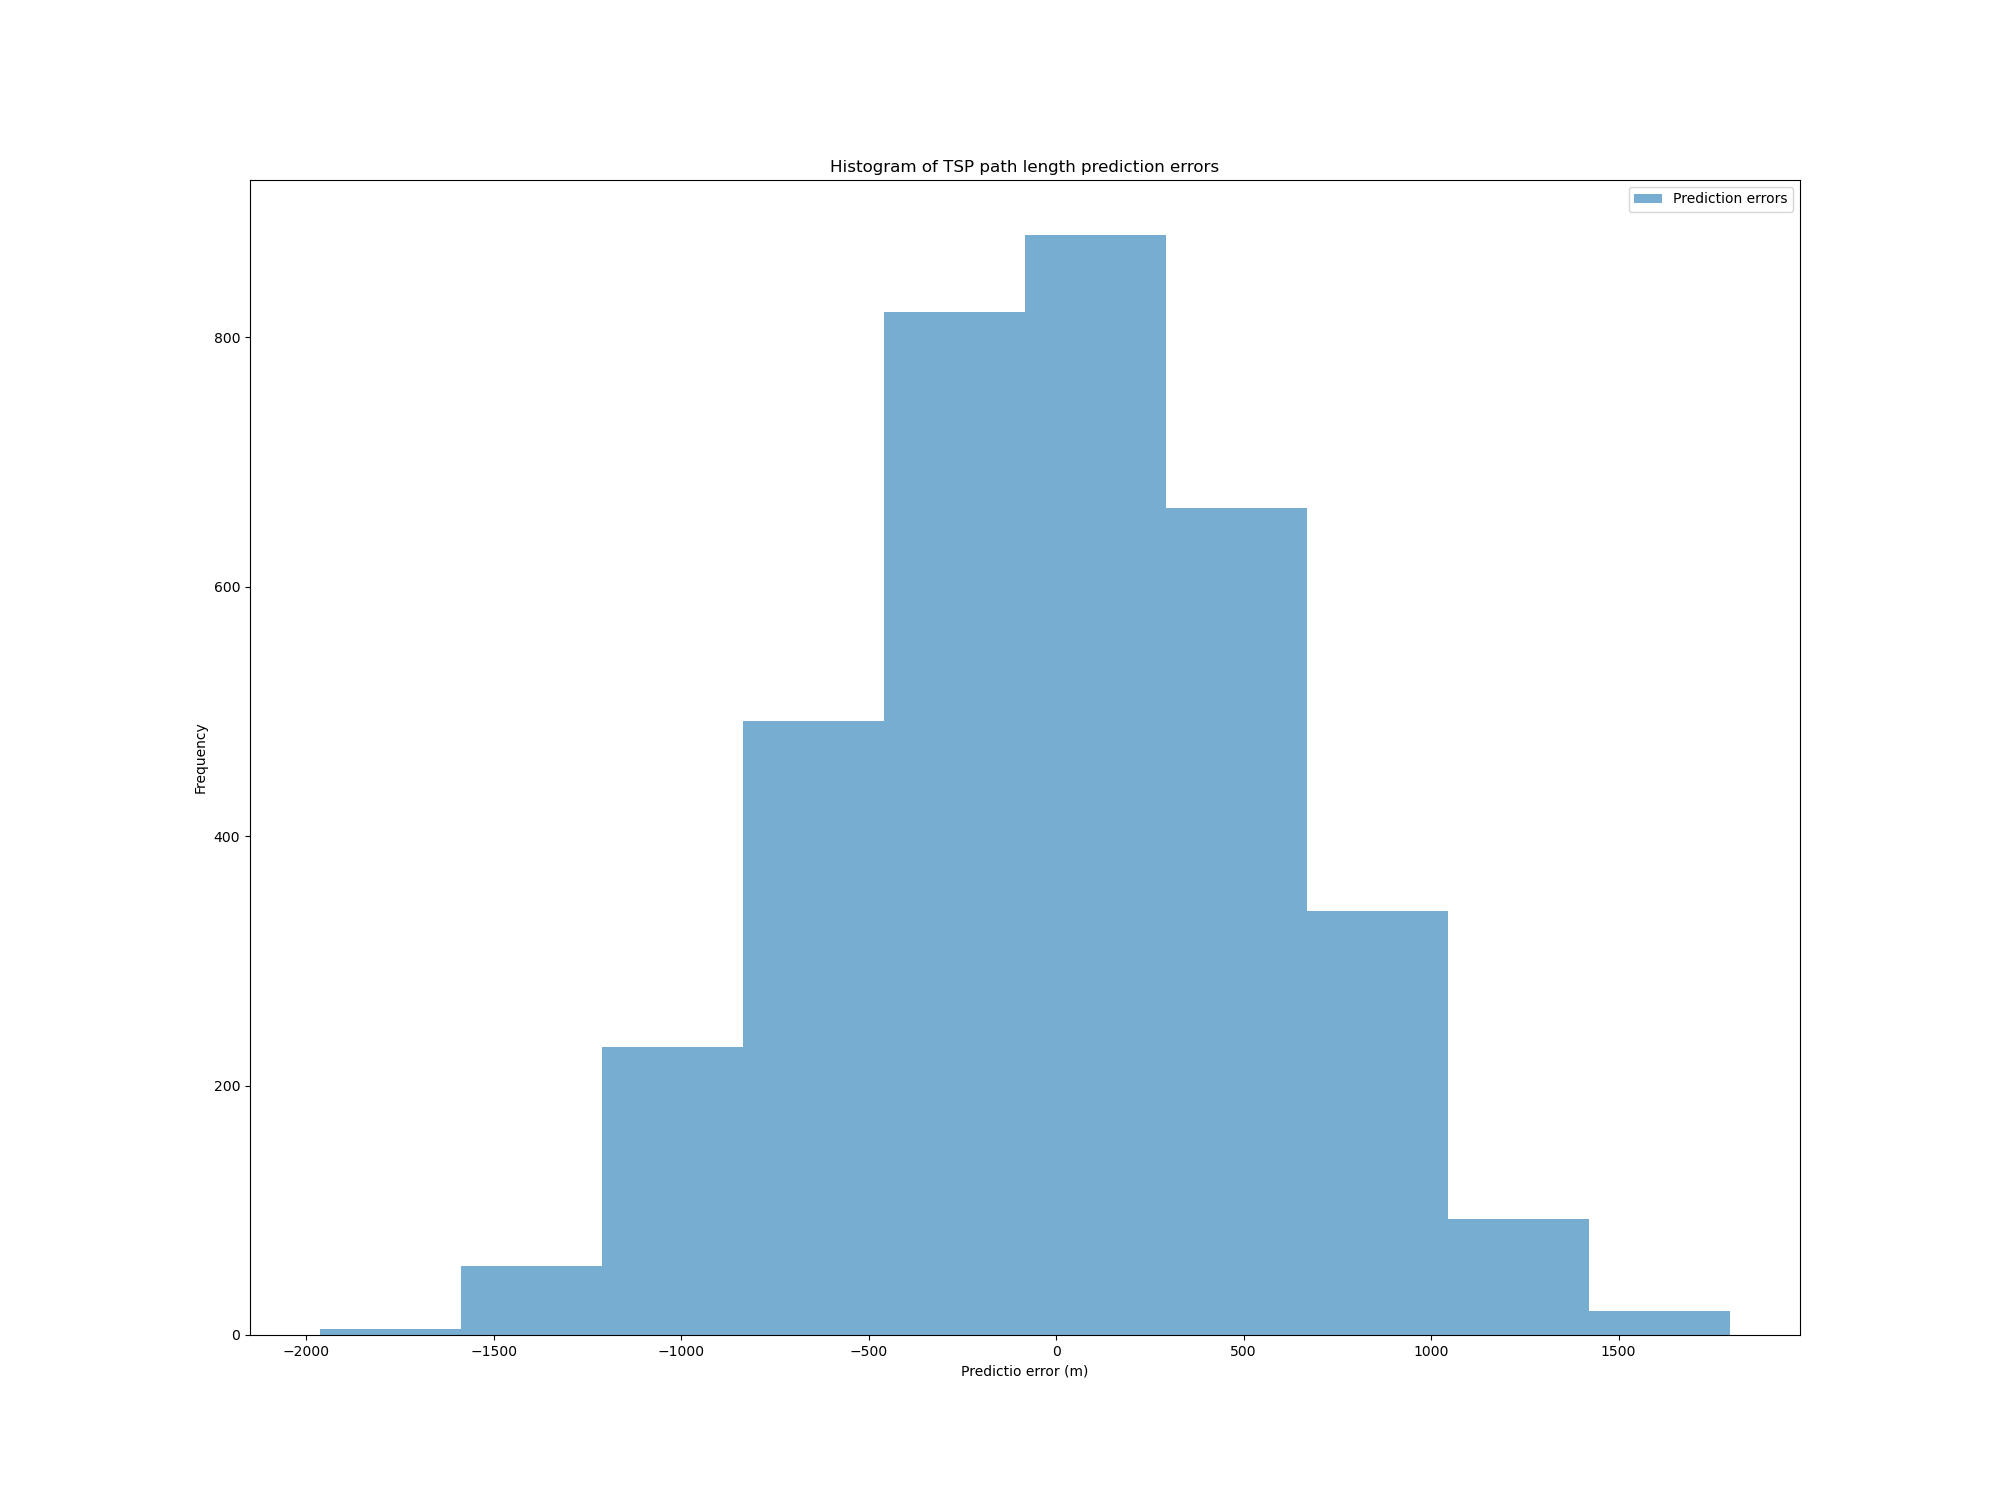 Histogram of TSP path length prediction errors
Prediction errors
Frequency
800
600
400
200
0
−2000 −1500 −1000 −500 0 500 1000 1500
Predictio error (m)